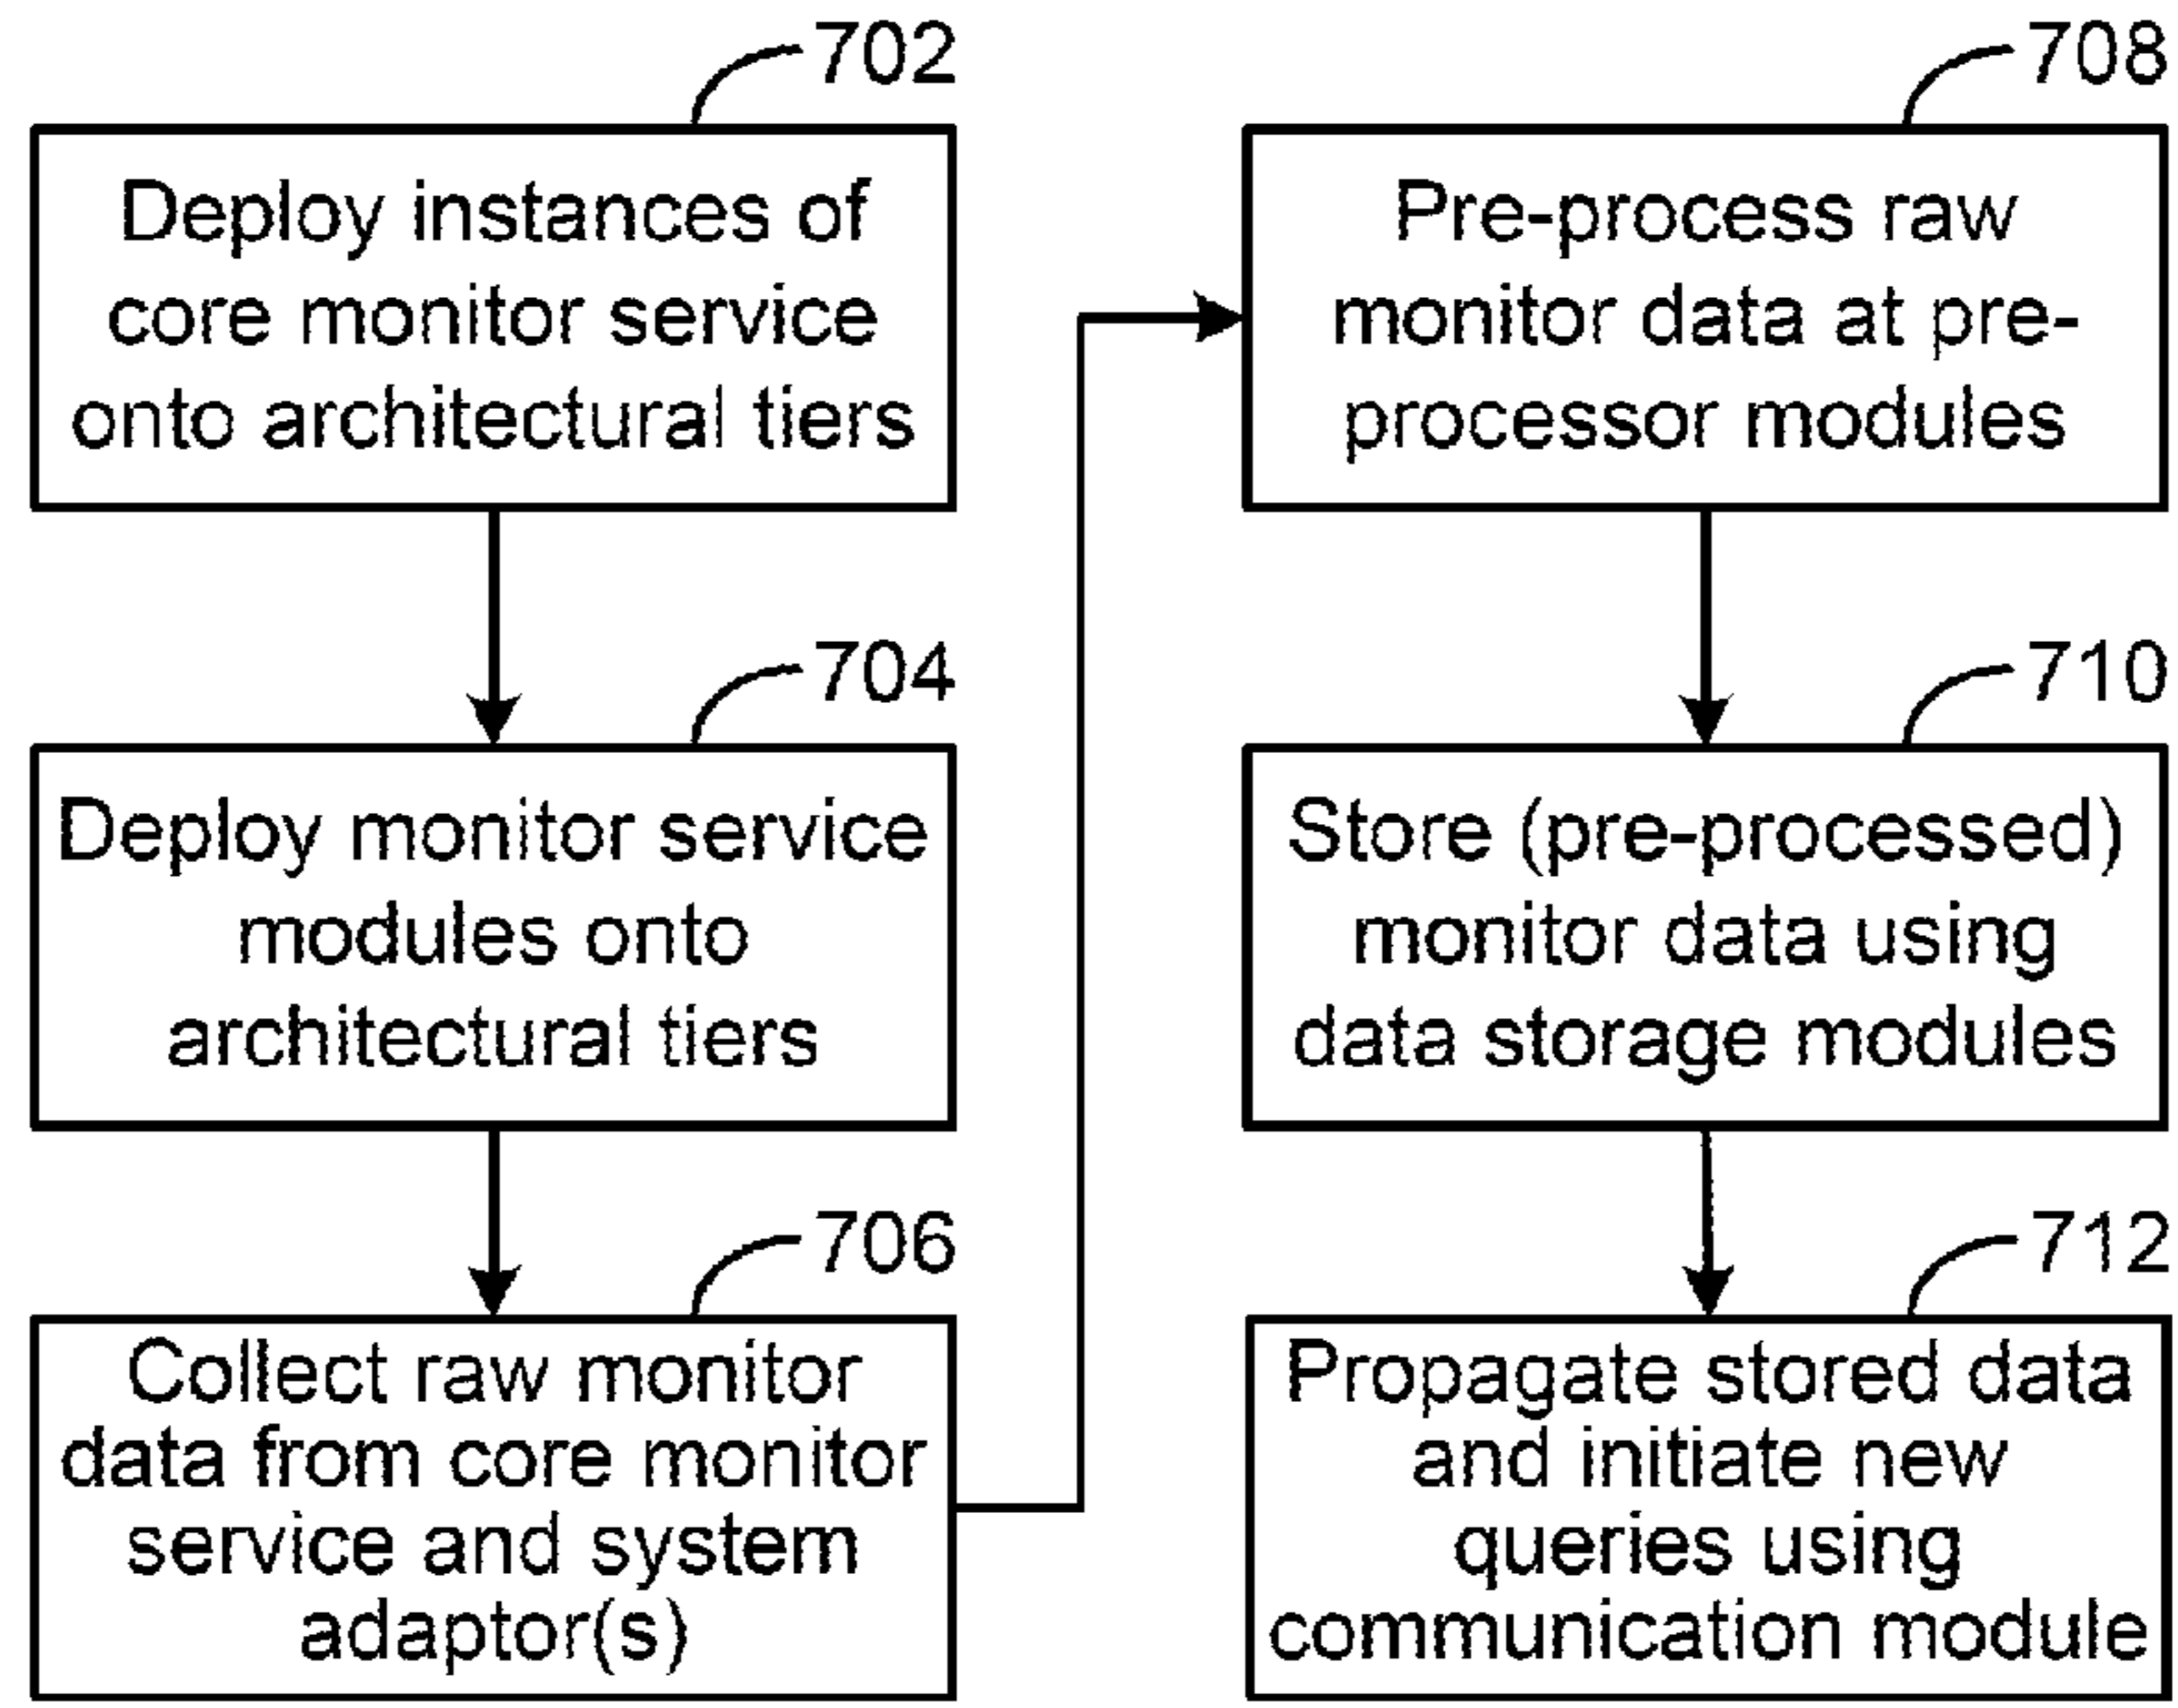 702
Deploy instances of
core monitor service
onto architectural tiers
704
Deploy monitor service
modules onto
architectural tiers
706
Collect raw monitor
data from core monitor
service and system
adaptor(s)
708
Pre-process raw
monitor data at pre-
processor modules
710
Store (pre-processed)
monitor data using
data storage modules
712
Propagate stored data
and initiate new
queries using
communication module